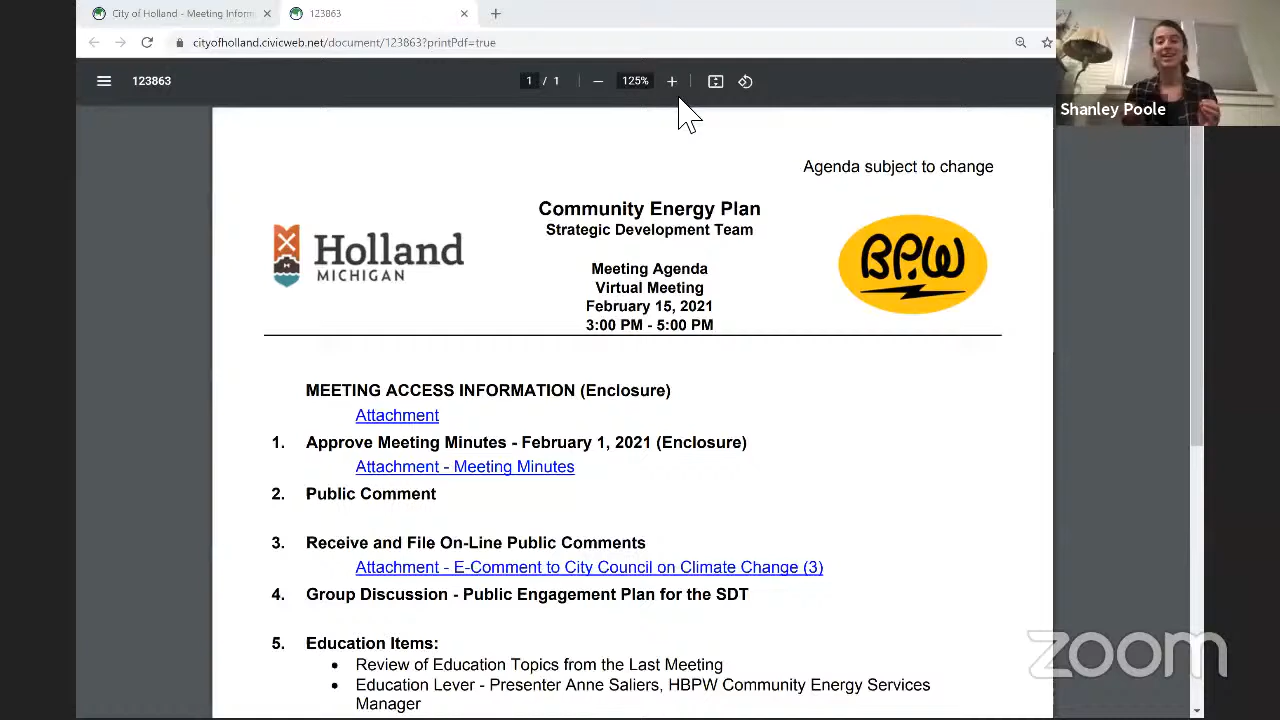 City of Holland - Meeting Inform
123863
cityofholland.civicweb.net/document/123863?printPdf=true
123863
1 / 1
125%
Shanley Poole
Agenda subject to change
Community Energy Plan
Strategic Development Team
Holland
MICHIGAN
BPW
Meeting Agenda
Virtual Meeting
February 15, 2021
3:00 PM - 5:00 PM
MEETING ACCESS INFORMATION (Enclosure)
Attachment
1. Approve Meeting Minutes - February 1, 2021 (Enclosure)
Attachment - Meeting Minutes
2. Public Comment
3. Receive and File On-Line Public Comments
Attachment - E-Comment to City Council on Climate Change (3)
4. Group Discussion - Public Engagement Plan for the SDT
5. Education Items:
• Review of Education Topics from the Last Meeting
• Education Lever - Presenter Anne Saliers, HBPW Community Energy Services
Manager
zoom